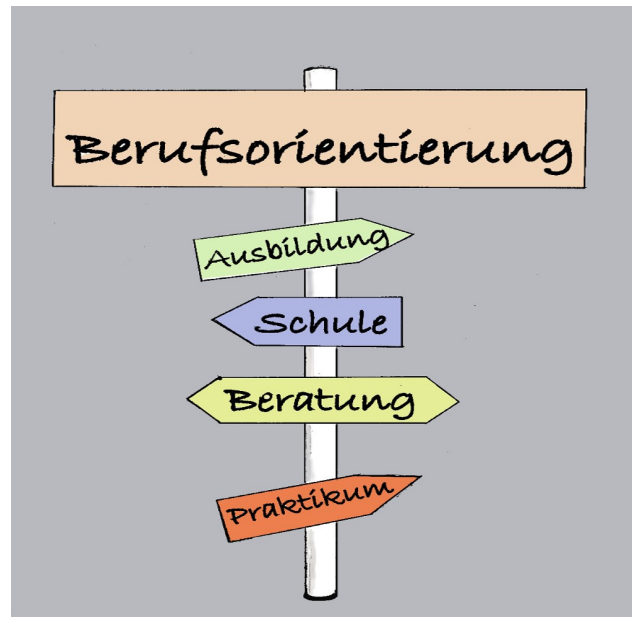 Berufsorientierung
Ausbildung
Schule
Beratung
Praktikum